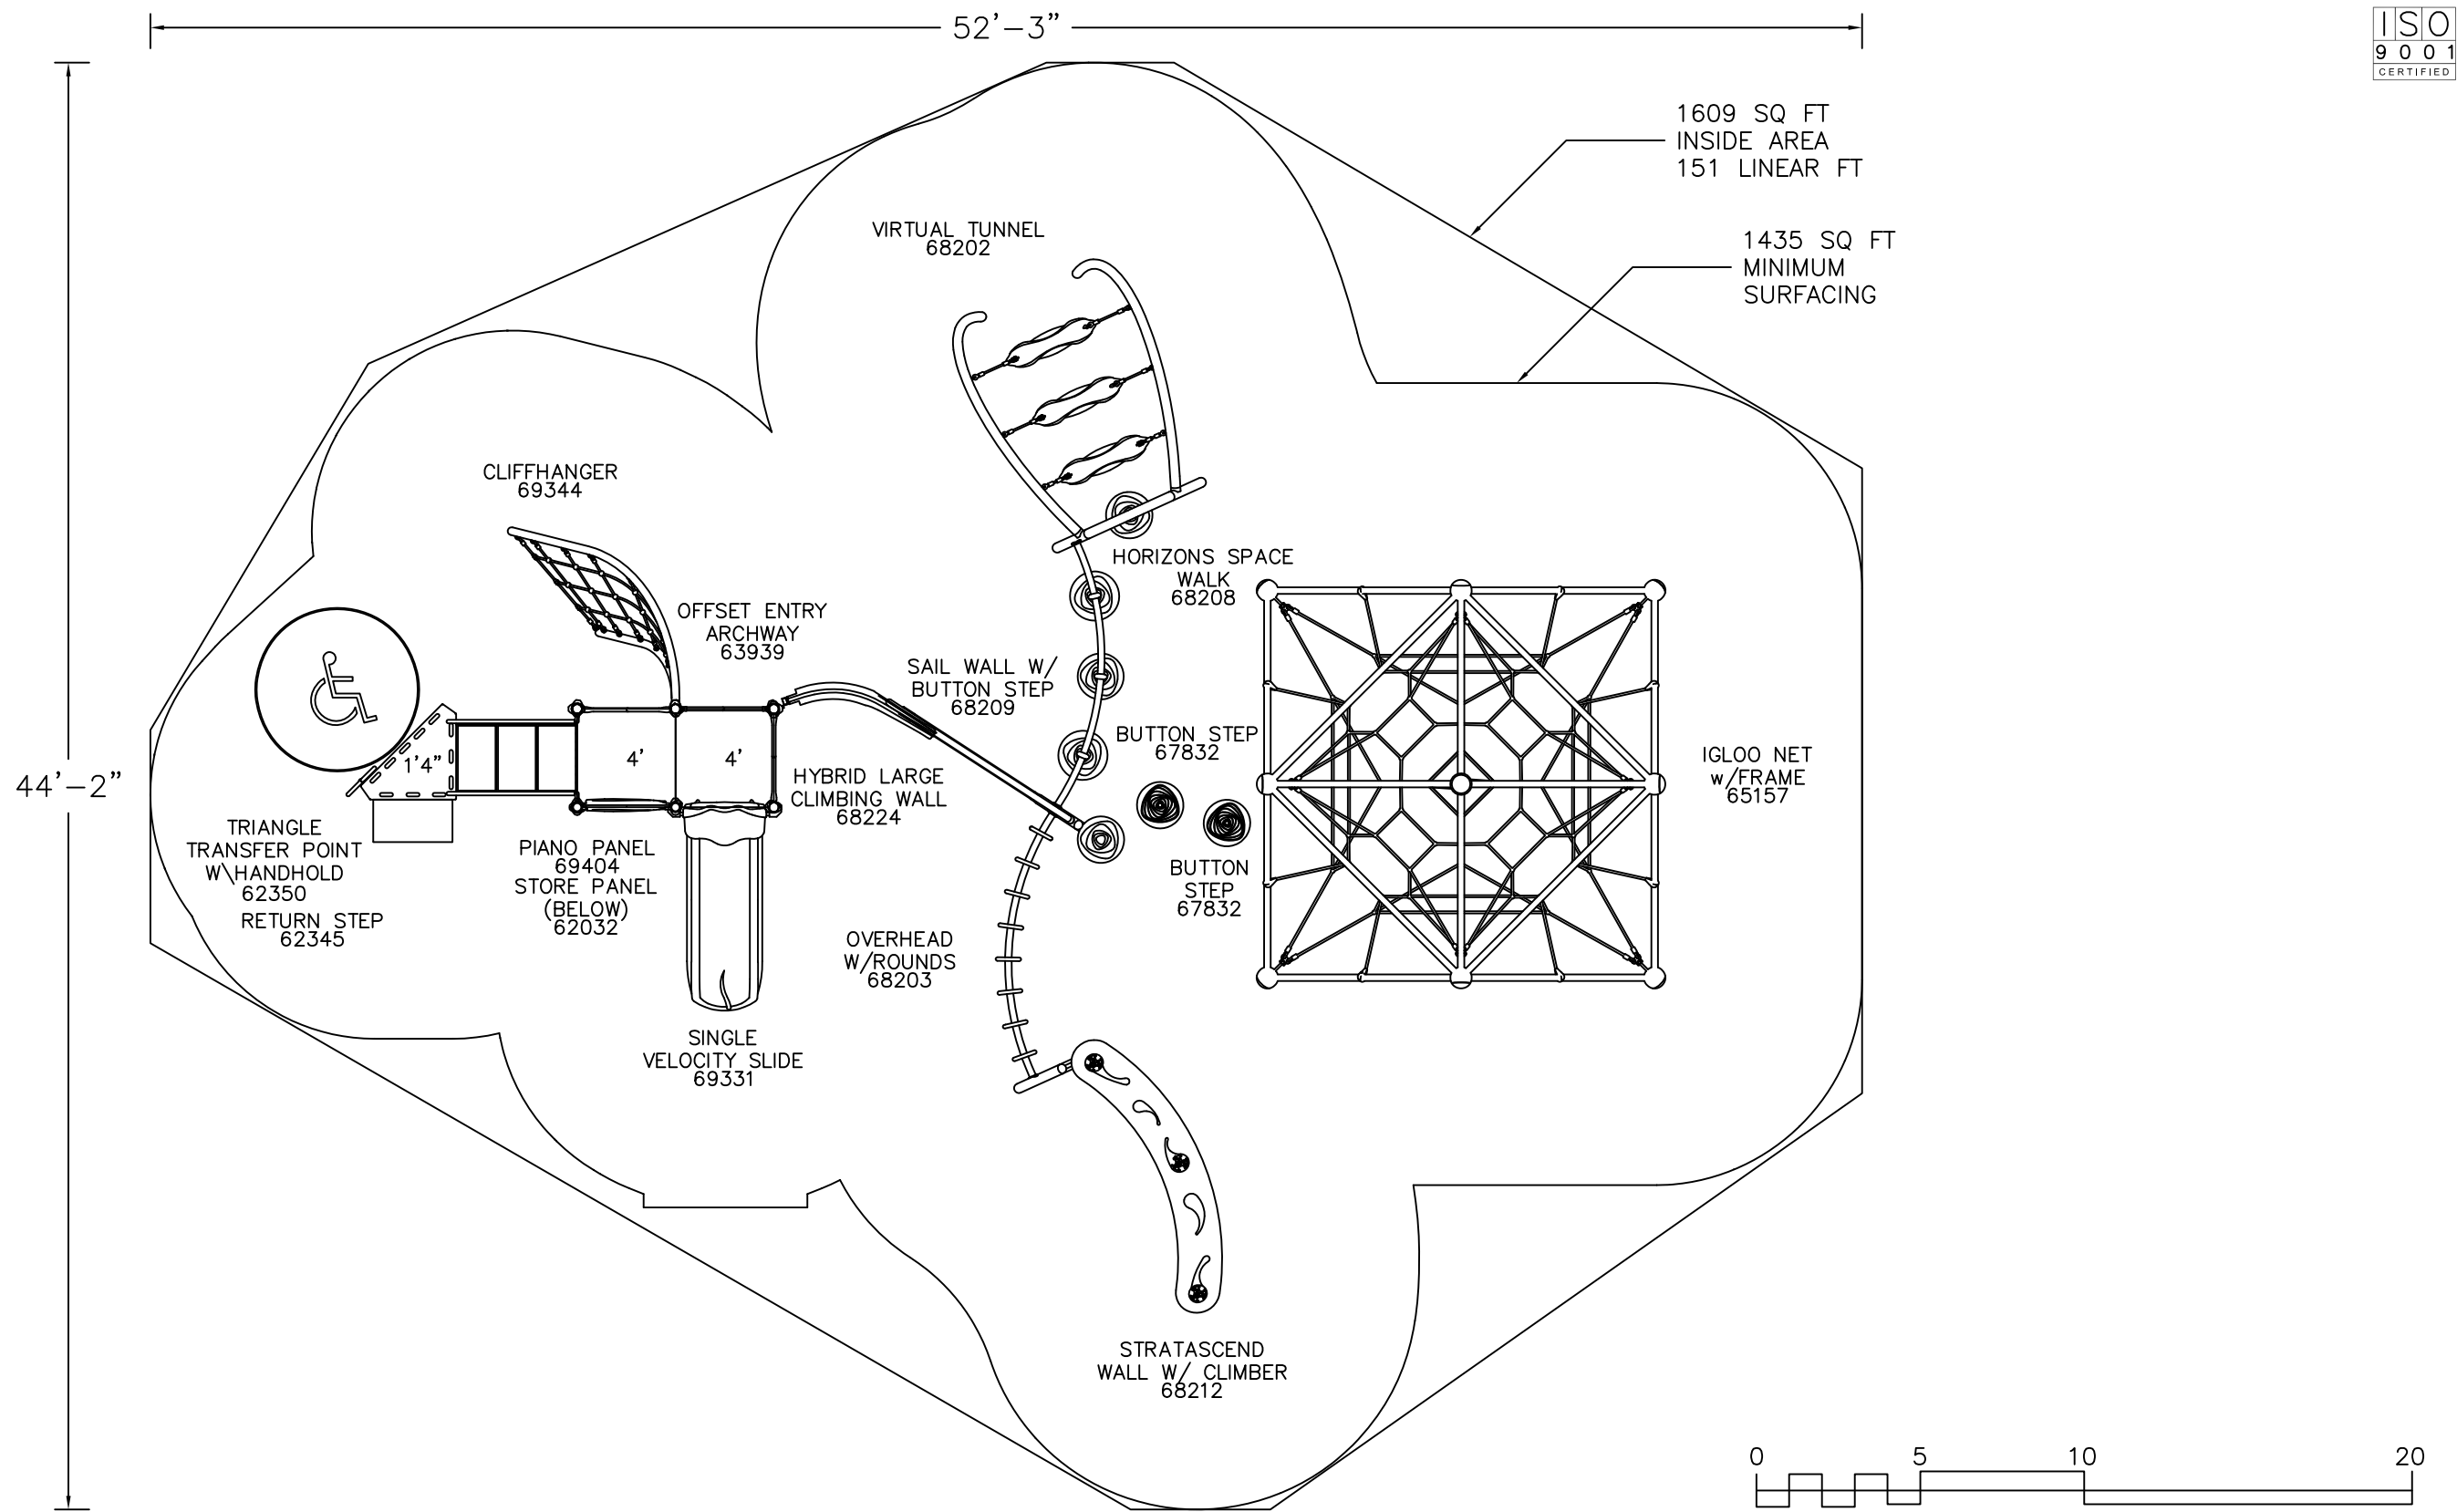 52'-3"
ISO
9001
CERTIFIED
1609 SQ FT
INSIDE AREA
151 LINEAR FT
1435 SQ FT
MINIMUM
SURFACING
VIRTUAL TUNNEL
68202
CLIFFHANGER
69344
HORIZONS SPACE
WALK
68208
OFFSET ENTRY
ARCHWAY
63939
SAIL WALL W/
BUTTON STEP
68209
BUTTON STEP
67832
44'-2"
1'4"
4'
4'
HYBRID LARGE
CLIMBING WALL
68224
IGLOO NET
w/FRAME
65157
TRIANGLE
TRANSFER POINT
W\HANDHOLD
62350
RETURN STEP
62345
PIANO PANEL
69404
STORE PANEL
(BELOW)
62032
BUTTON
STEP
67832
OVERHEAD
W/ROUNDS
68203
SINGLE
VELOCITY SLIDE
69331
STRATASCEND
WALL W/ CLIMBER
68212
0 5 10 20